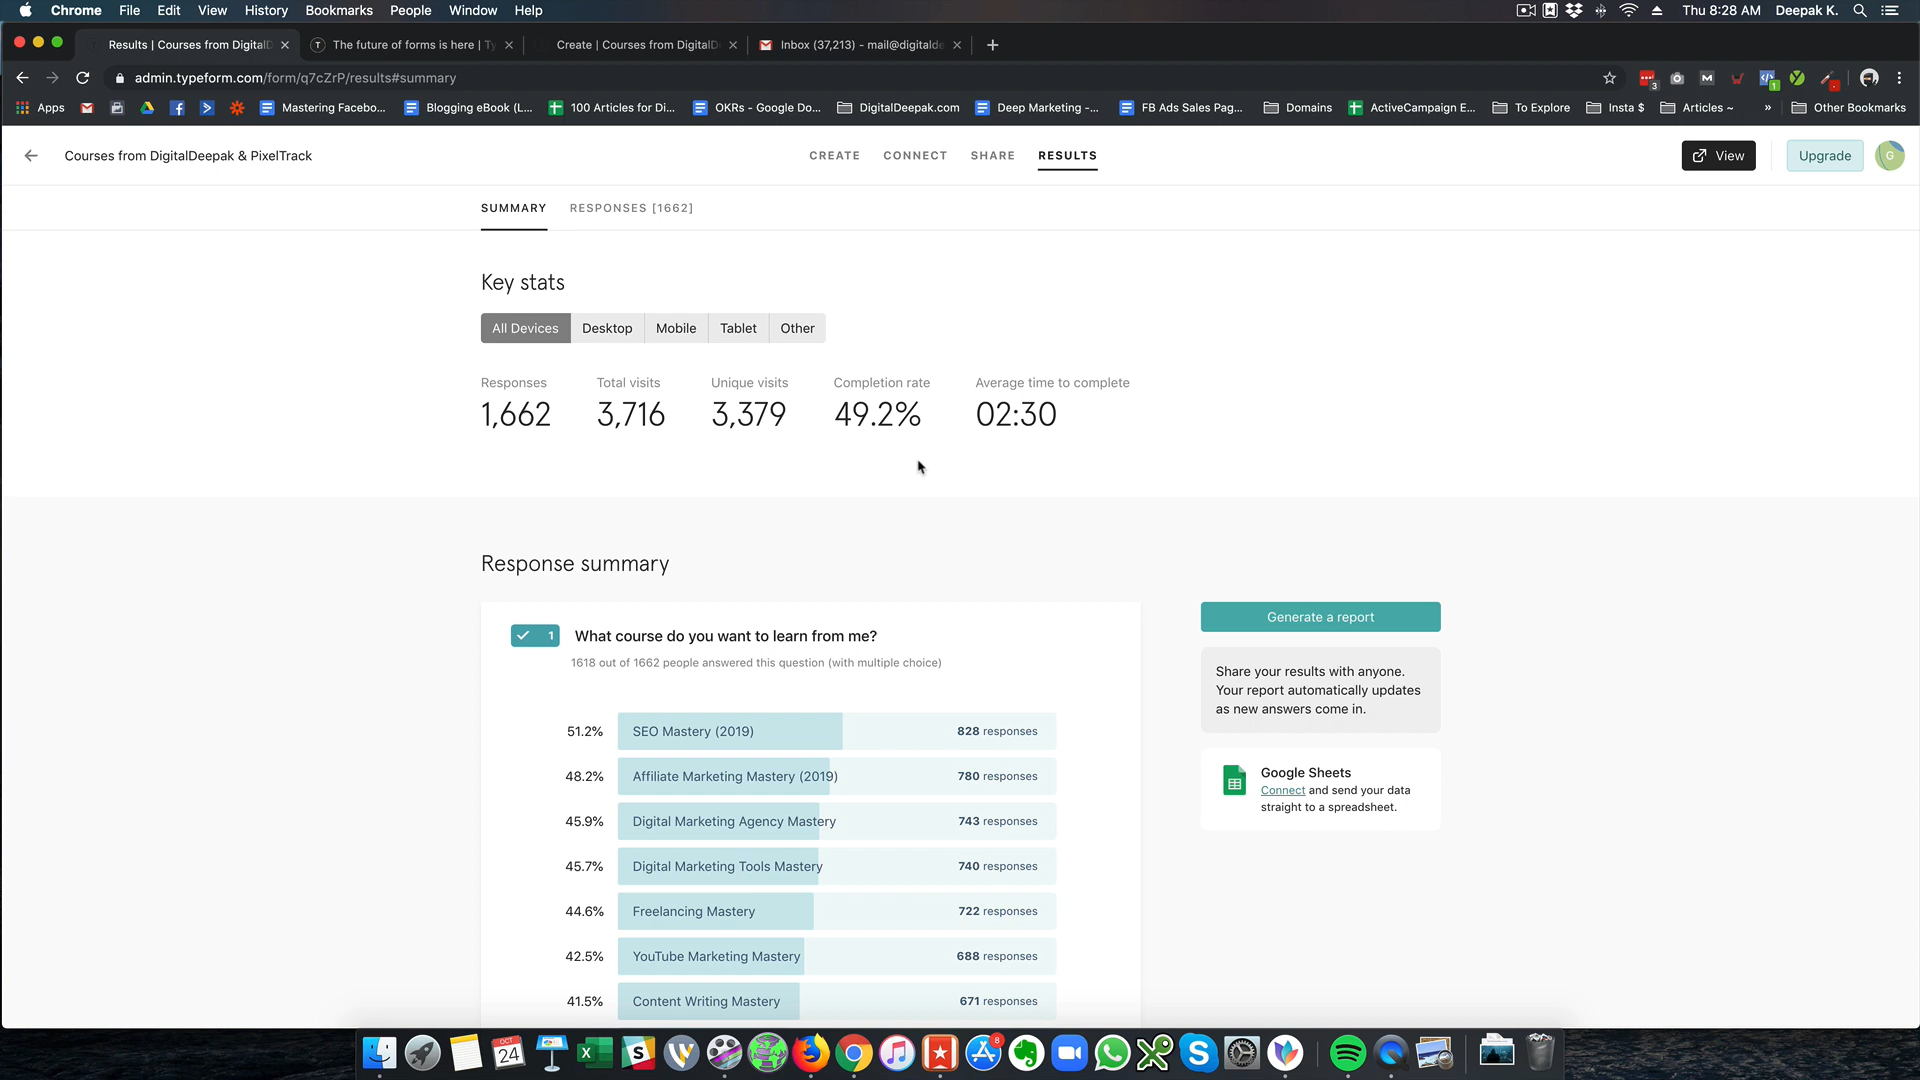 Chrome File Edit View History Bookmarks People Window Help Thu 8:28 AM Deepak K.
Results | Courses from DigitalD The future of forms is here | Ty Create | Courses from DigitalD Inbox (37,213) - mail@digitalde
admin.typeform.com/form/q7cZrP/results#summary
Apps Mastering Facebo... Blogging eBook (L... 100 Articles for Di... OKRs - Google Do... DigitalDeepak.com Deep Marketing -... FB Ads Sales Pag... Domains ActiveCampaign E... To Explore Insta $ Articles ~ » Other Bookmarks
Courses from DigitalDeepak & PixelTrack CREATE CONNECT SHARE RESULTS View Upgrade G
SUMMARY RESPONSES [1662]
Key stats
All Devices Desktop Mobile Tablet Other
Responses Total visits Unique visits Completion rate Average time to complete
1,662 3,716 3,379 49.2% 02:30
Response summary
1 What course do you want to learn from me?
1618 out of 1662 people answered this question (with multiple choice)
51.2% SEO Mastery (2019) 828 responses
48.2% Affiliate Marketing Mastery (2019) 780 responses
45.9% Digital Marketing Agency Mastery 743 responses
45.7% Digital Marketing Tools Mastery 740 responses
44.6% Freelancing Mastery 722 responses
42.5% YouTube Marketing Mastery 688 responses
41.5% Content Writing Mastery 671 responses
Generate a report
Share your results with anyone.
Your report automatically updates
as new answers come in.
Google Sheets
Connect and send your data
straight to a spreadsheet.
OCT
24
8